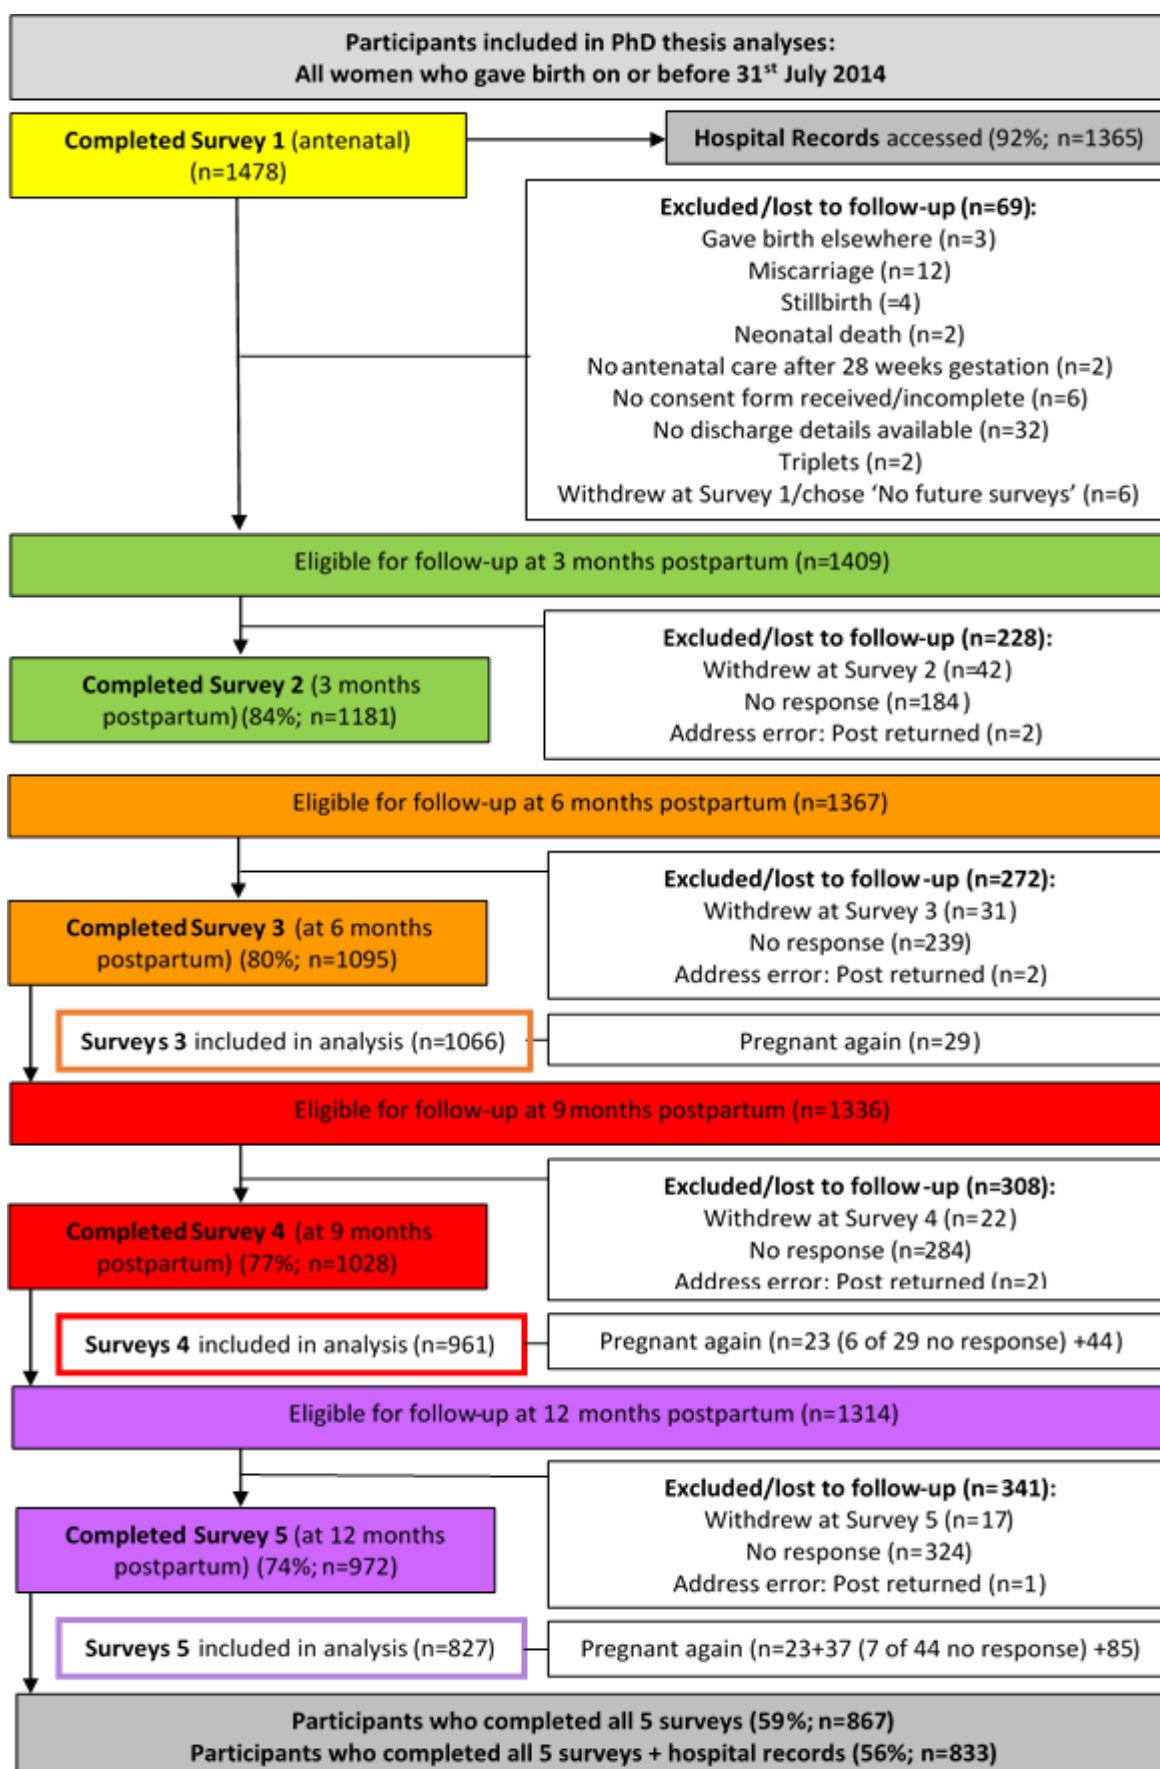 Participants included in PhD thesis analyses:
All women who gave birth on or before 31st July 2014
Completed Survey 1 (antenatal)
(n=1478)
Hospital Records accessed (92%; n=1365)
Excluded/lost to follow-up (n=69):
Gave birth elsewhere (n=3)
Miscarriage (n=12)
Stillbirth (=4)
Neonatal death (n=2)
No antenatal care after 28 weeks gestation (n=2)
No consent form received/incomplete (n=6)
No discharge details available (n=32)
Triplets (n=2)
Withdrew at Survey 1/chose ‘No future surveys’ (n=6)
Eligible for follow-up at 3 months postpartum (n=1409)
Excluded/lost to follow-up (n=228):
Withdrew at Survey 2 (n=42)
No response (n=184)
Address error: Post returned (n=2)
Completed Survey 2 (3 months
postpartum) (84%; n=1181)
Eligible for follow-up at 6 months postpartum (n=1367)
Excluded/lost to follow-up (n=272):
Withdrew at Survey 3 (n=31)
No response (n=239)
Address error: Post returned (n=2)
Completed Survey 3 (at 6 months
postpartum) (80%; n=1095)
Surveys 3 included in analysis (n=1066)
Pregnant again (n=29)
Eligible for follow-up at 9 months postpartum (n=1336)
Excluded/lost to follow-up (n=308):
Withdrew at Survey 4 (n=22)
No response (n=284)
Address error: Post returned (n=2)
Completed Survey 4 (at 9 months
postpartum) (77%; n=1028)
Surveys 4 included in analysis (n=961)
Pregnant again (n=23 (6 of 29 no response) +44)
Eligible for follow-up at 12 months postpartum (n=1314)
Excluded/lost to follow-up (n=341):
Withdrew at Survey 5 (n=17)
No response (n=324)
Address error: Post returned (n=1)
Completed Survey 5 (at 12 months
postpartum) (74%; n=972)
Surveys 5 included in analysis (n=827)
Pregnant again (n=23+37 (7 of 44 no response) +85)
Participants who completed all 5 surveys (59%; n=867)
Participants who completed all 5 surveys + hospital records (56%; n=833)